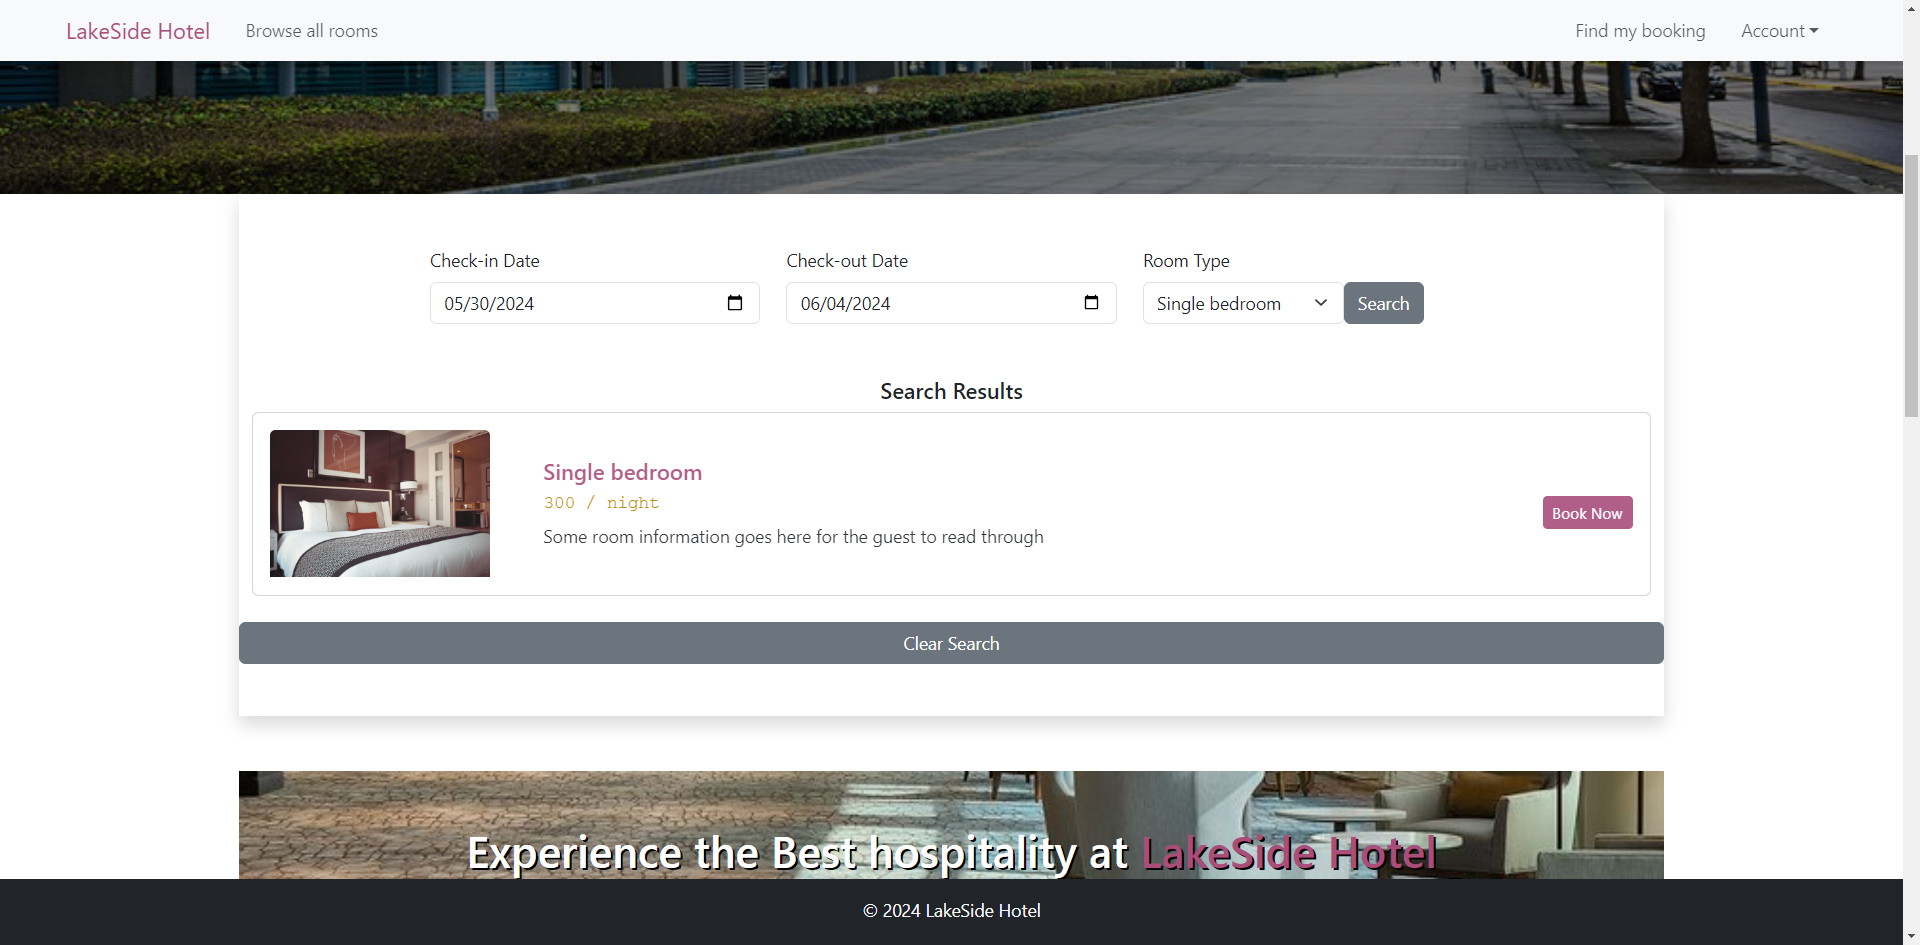 LakeSide Hotel Browse all rooms Find my booking Account
Check-in Date Check-out Date Room Type
05/30/2024 06/04/2024 Single bedroom Search
Search Results
Single bedroom
300 / night
Book Now
Some room information goes here for the guest to read through
Clear Search
Experience the Best hospitality at LakeSide Hotel
© 2024 LakeSide Hotel